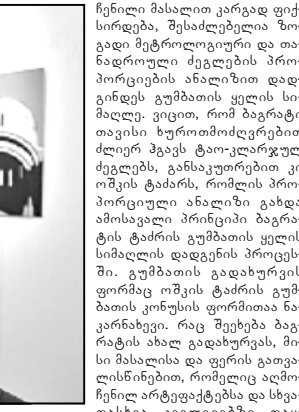 ჩენილი მასალით კარგად ფიქ-
სირდება, შესაძლებელია ზო-
გადი მეტროლოგიური და თა-
ნადროული ძეგლების პრო-
პორციების ანალიზით დად-
გინდეს გუმბათის ყელის სი-
მაღლე. ვიცით, რომ ბაგრატი
თავისი ხუროთმოძღვრებით
ძლიერ ჰგავს ტაო-კლარჯულ
ძეგლებს, განსაკუთრებით კი
ოშკის ტაძარს, რომლის პრო-
პორციული ანალიზი გახდა
ამოსავალი პრინციპი ბაგრა-
ტის ტაძრის გუმბათის ყელის
სიმაღლის დადგენის პროცეს-
ში. გუმბათის გადახურვის
ფორმაც ოშკის ტაძრის გუმ-
ბათის კონუსის ფორმითაა ნა-
კარნახევი. რაც შეეხება ბაგ-
რატის ახალ გადახურვას, მი-
სი მასალისა და ფერის გათვა-
ლისწინებით, რომელიც აღმო-
ჩენილ არტეფაქტებსა და სხვა-